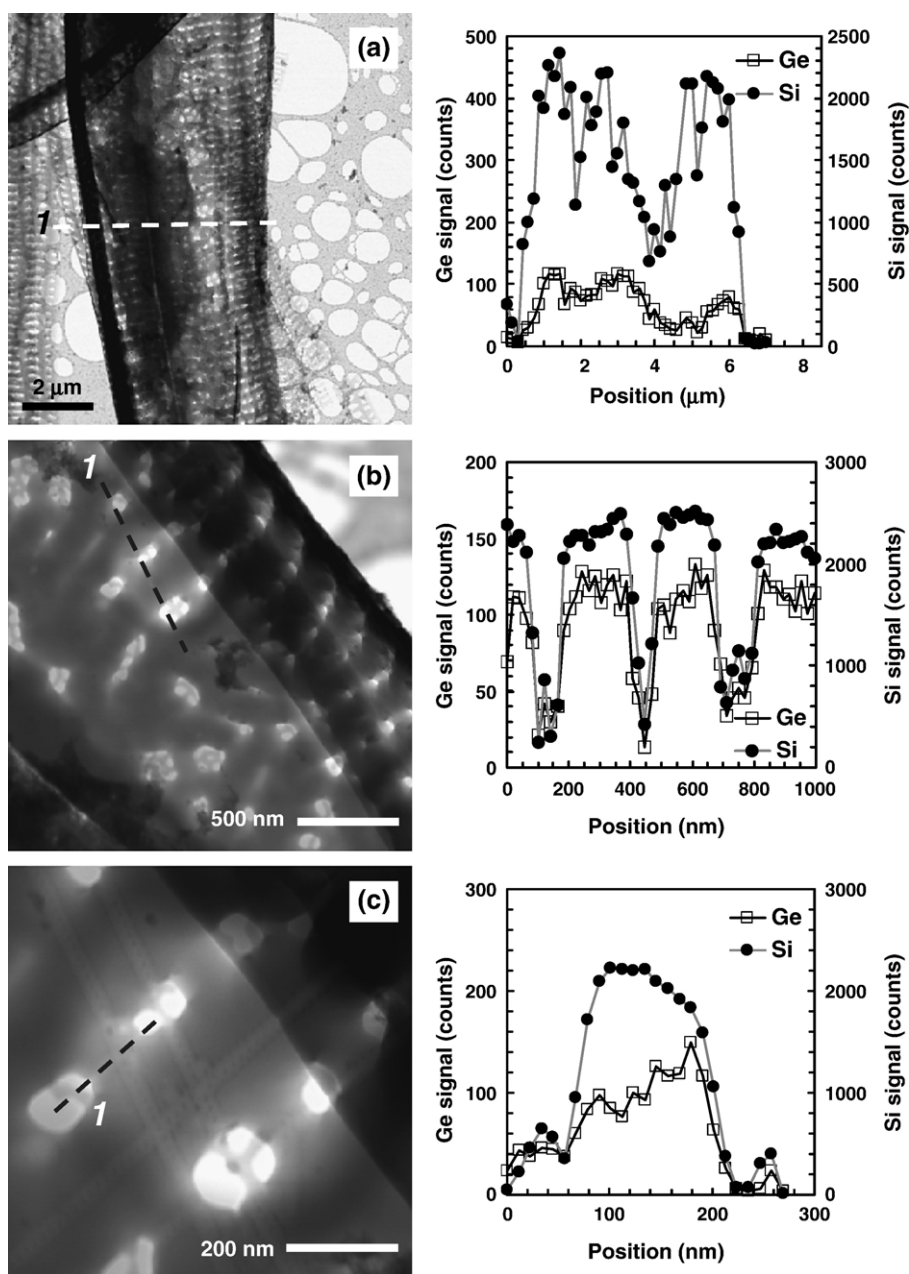 (a)
1
2 μm
Ge signal (counts)
500
400
300
200
100
0
Ge
Si
2500
2000
1500
1000
500
0
Si signal (counts)
0 2 4 6 8
Position (μm)
(b)
1
500 nm
Ge signal (counts)
200
150
100
50
0
Ge
Si
3000
2000
1000
0
Si signal (counts)
0 200 400 600 800 1000
Position (nm)
(c)
1
200 nm
Ge signal (counts)
300
200
100
0
Ge
Si
3000
2000
1000
0
Si signal (counts)
0 100 200 300
Position (nm)